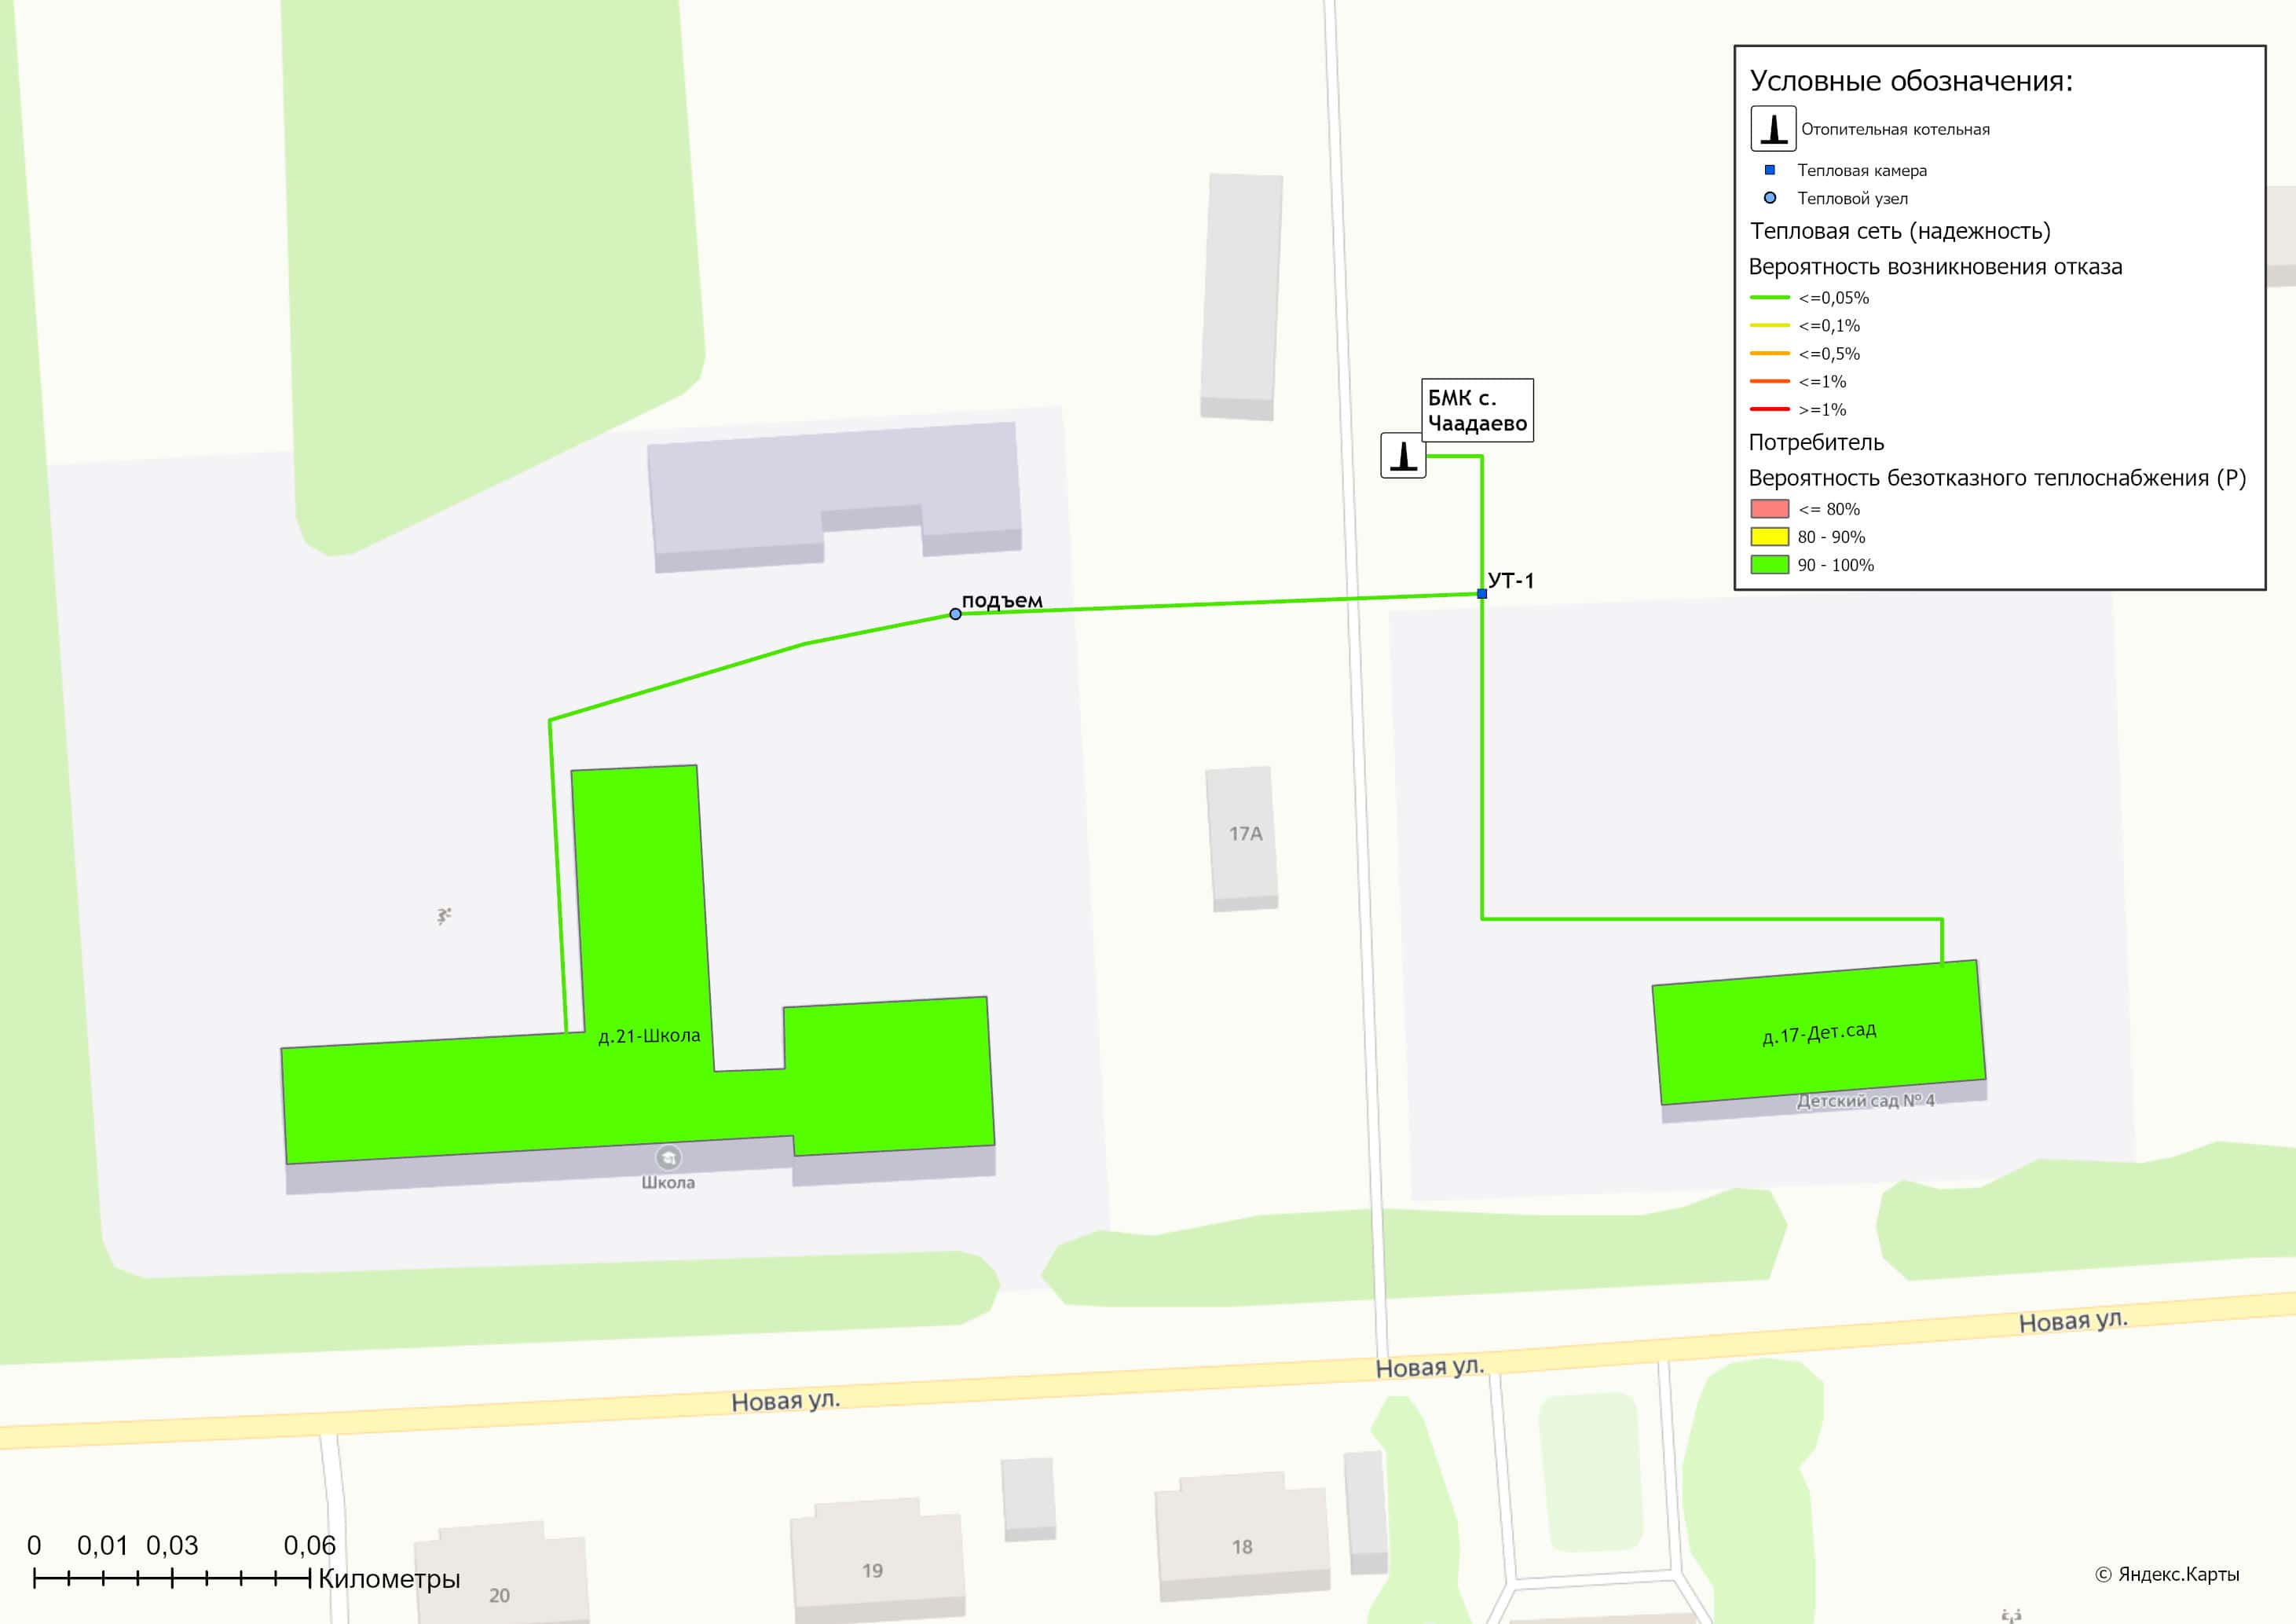 Условные обозначения:
Отопительная котельная
Тепловая камера
Тепловой узел
Тепловая сеть (надежность)
Вероятность возникновения отказа
<=0,05%
<=0,1%
<=0,5%
<=1%
>=1%
Потребитель
Вероятность безотказного теплоснабжения (Р)
<= 80%
80 - 90%
90 - 100%
БМК с.
Чаадаево
УТ-1
подъем
17А
д.21-Школа
д.17-Дет.сад
Детский сад № 4
Школа
Новая ул.
Новая ул.
Новая ул.
18
19
20
0 0,01 0,03 0,06
Километры
© Яндекс.Карты